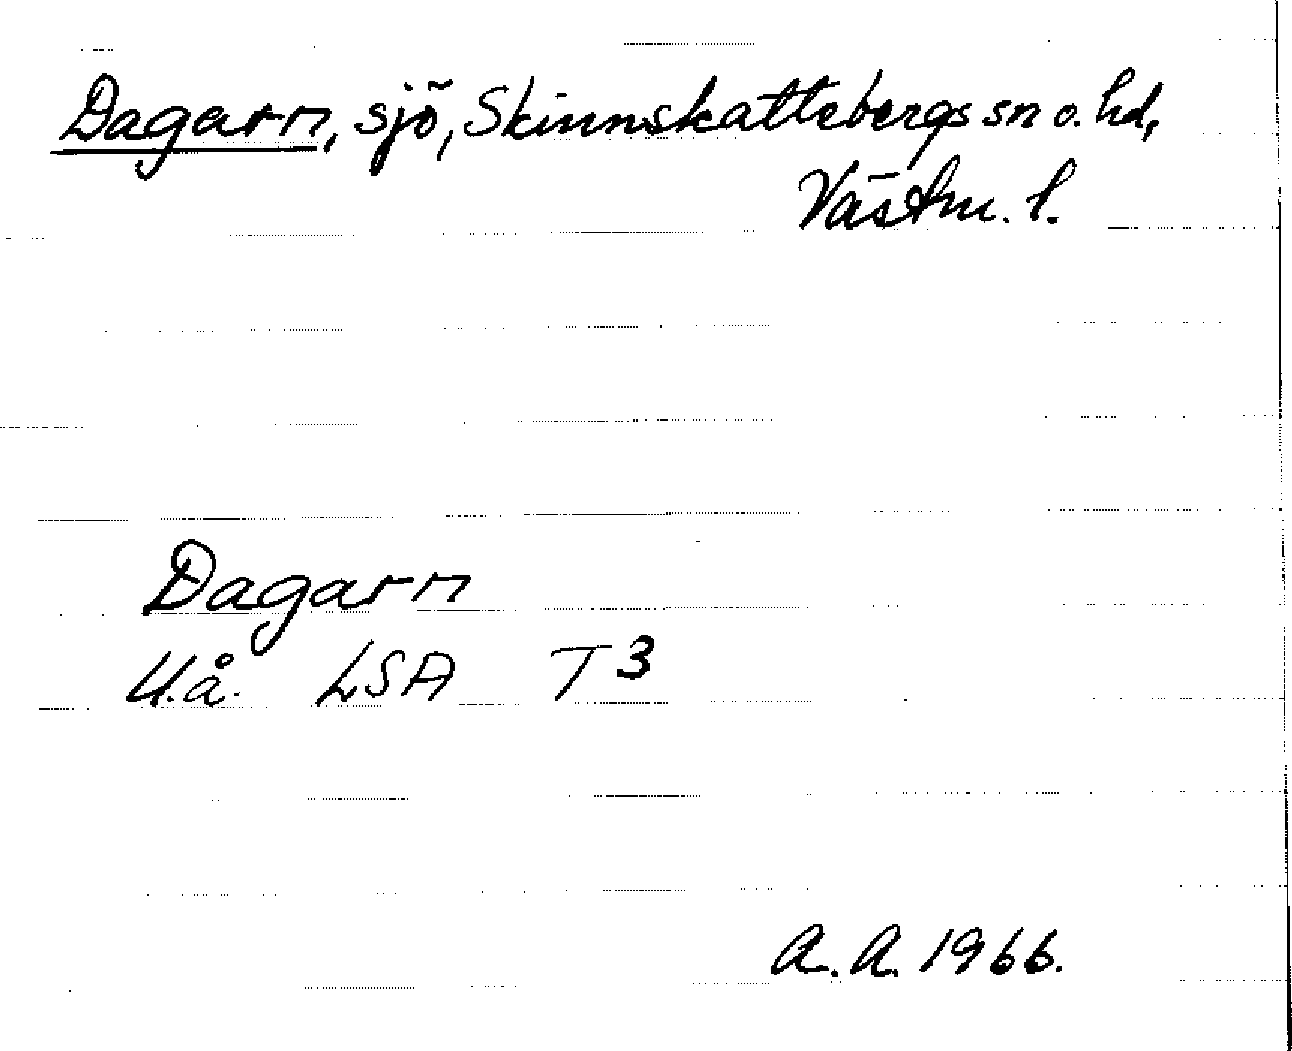 Dagarn, sjö, Skinnskattebergs sn o. hd,
Västm. l.
Dagarn
U.å. LSA T3
A. A. 1966.